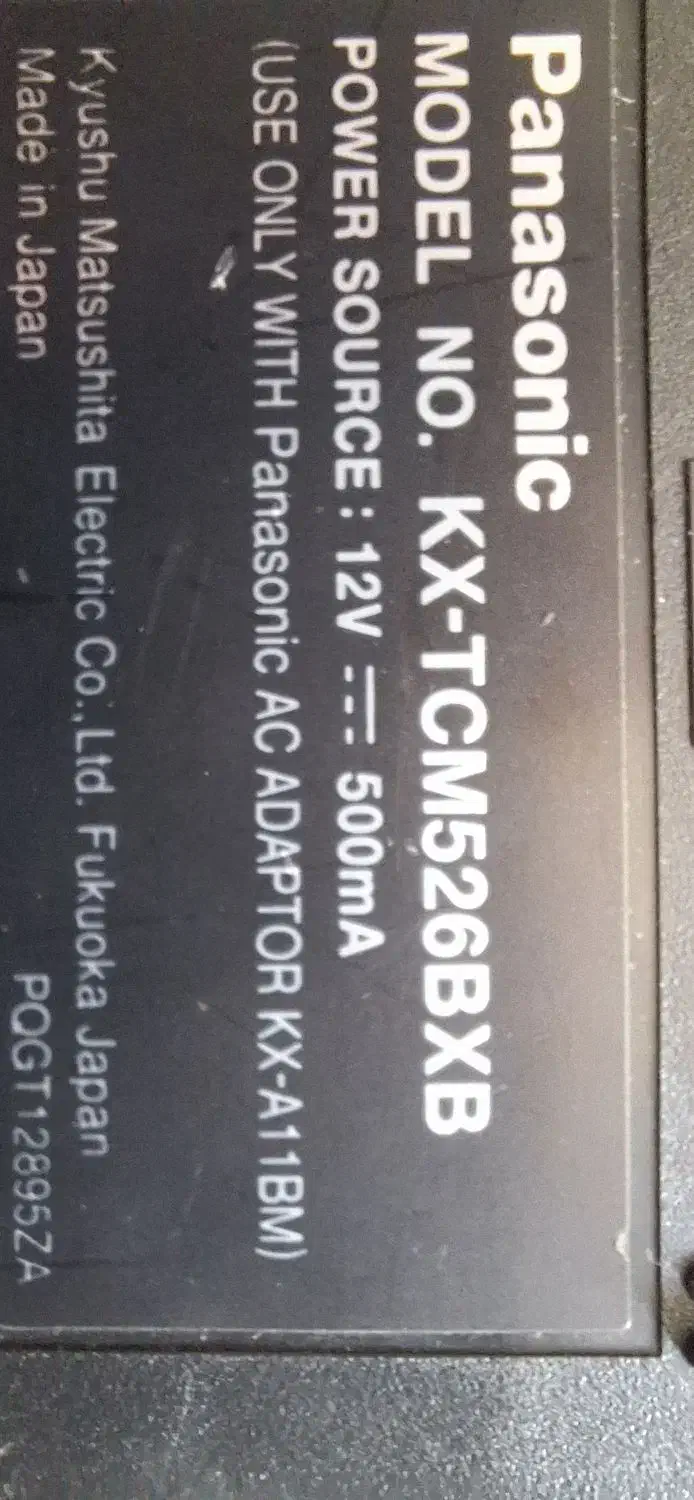 Panasonic
MODEL NO. KX-TCM526BXB
POWER SOURCE : 12V ⎓ 500mA
(USE ONLY WITH Panasonic AC ADAPTOR KX-A11BM)
Kyushu Matsushita Electric Co., Ltd. Fukuoka Japan
Made in Japan PQGT12895ZA